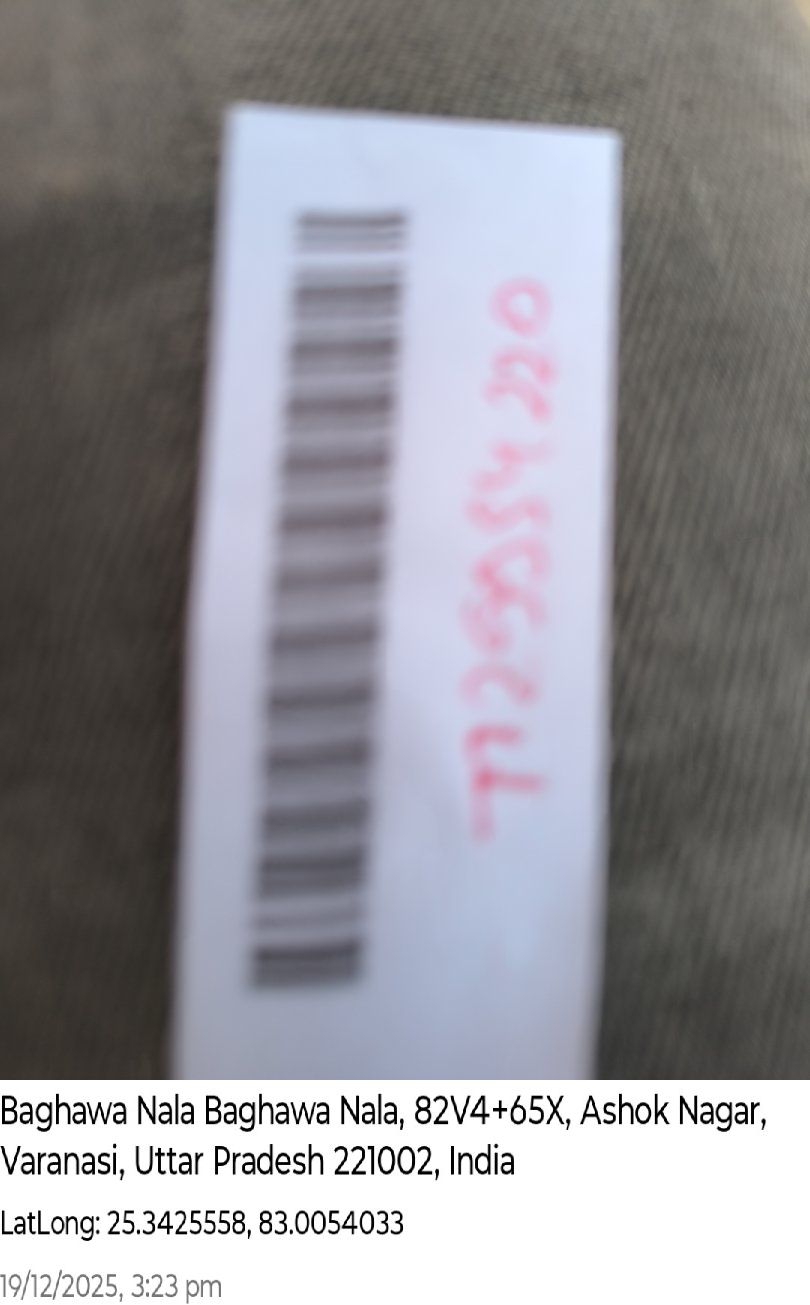 Baghawa Nala Baghawa Nala, 82V4+65X, Ashok Nagar,
Varanasi, Uttar Pradesh 221002, India
LatLong: 25.3425558, 83.0054033
19/12/2025, 3:23 pm